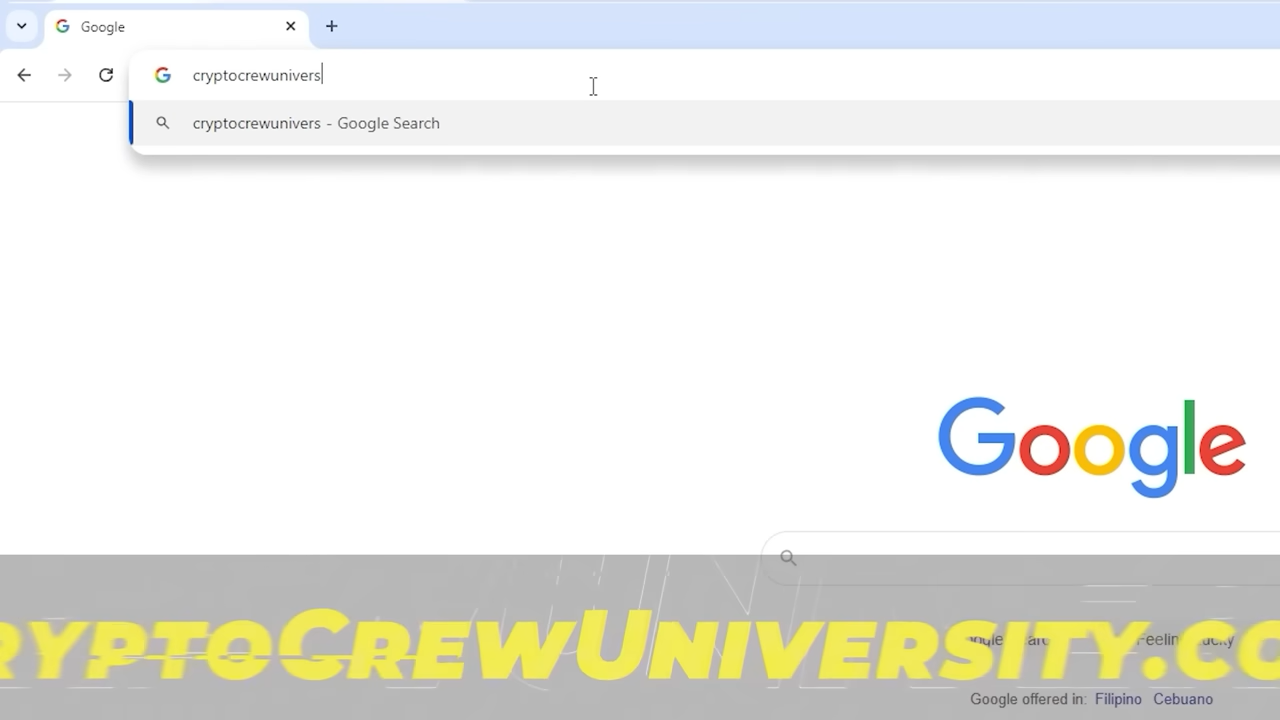 Google
cryptocrewunivers
cryptocrewunivers - Google Search
Google
RYPTOCREWUNIVERSITY.CO
Google offered in: Filipino Cebuano